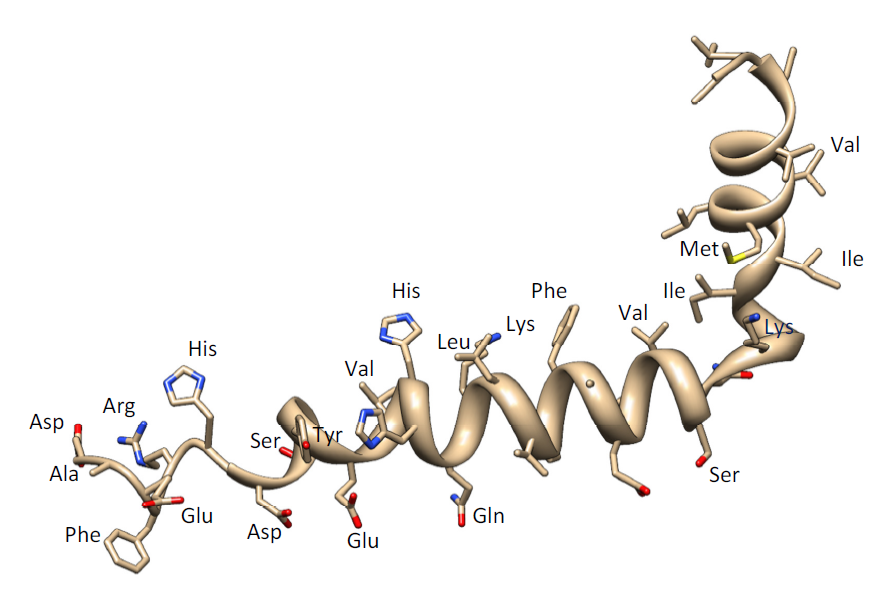 Val
Met
Ile
Ile
His
Phe
Val
Lys
Lys
Leu
His
Val
Asp
Arg
Ser
Tyr
Ala
Ser
Glu
Gln
Phe
Asp
Glu